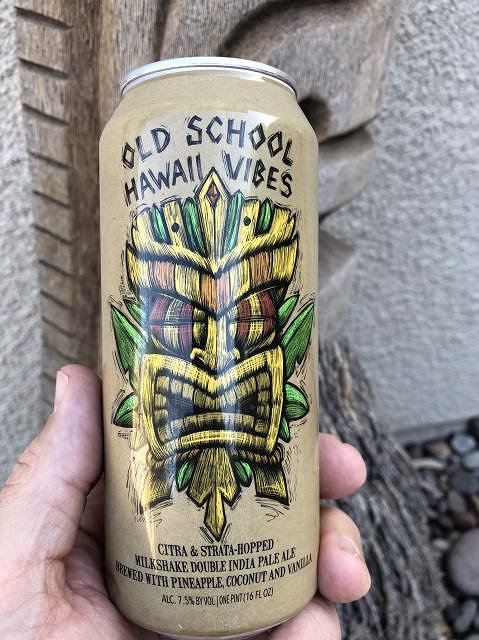 OLD SCHOOL
HAWAII VIBES
CITRA & STRATA-HOPPED
MILKSHAKE DOUBLE INDIA PALE ALE
BREWED WITH PINEAPPLE, COCONUT AND VANILLA
ALC. 7.5% BY VOL | ONE PINT (16 FL OZ)